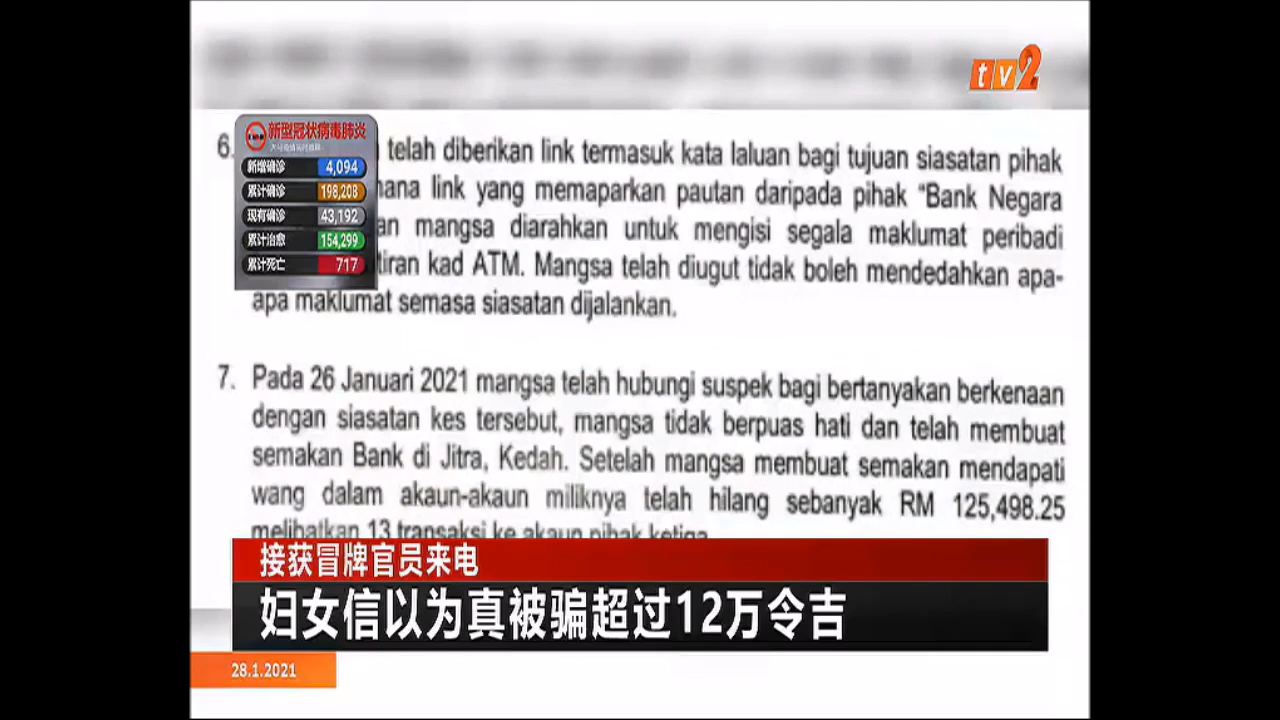 tv2
新型冠状病毒肺炎
新增确诊 4,094
累计确诊 198,208
现有确诊 43,192
累计治愈 154,299
累计死亡 717
6. telah diberikan link termasuk kata laluan bagi tujuan siasatan pihak
link yang memaparkan pautan daripada pihak “Bank Negara
mangsa diarahkan untuk mengisi segala maklumat peribadi
kad ATM. Mangsa telah diugut tidak boleh mendedahkan apa-
apa maklumat semasa siasatan dijalankan.
7. Pada 26 Januari 2021 mangsa telah hubungi suspek bagi bertanyakan berkenaan
dengan siasatan kes tersebut, mangsa tidak berpuas hati dan telah membuat
semakan Bank di Jitra, Kedah. Setelah mangsa membuat semakan mendapati
wang dalam akaun-akaun miliknya telah hilang sebanyak RM 125,498.25
melibatkan 13 transaksi ke akaun pihak ketiga
接获冒牌官员来电
妇女信以为真被骗超过12万令吉
28.1.2021